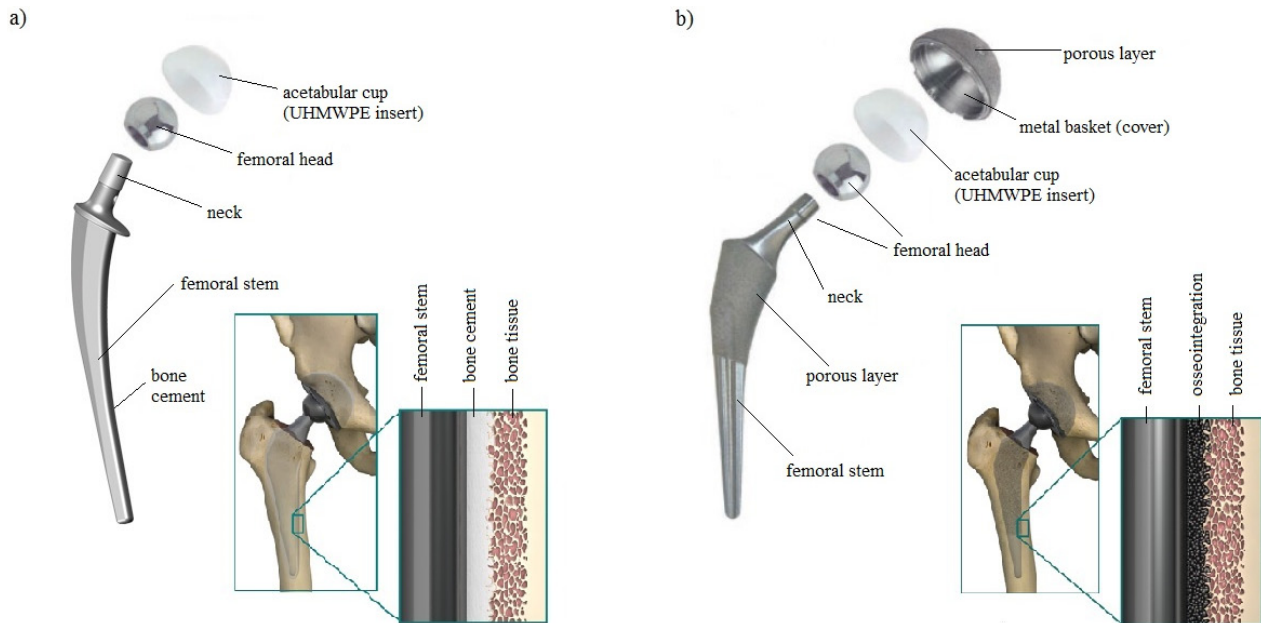 a)
acetabular cup
(UHMWPE insert)
femoral head
neck
femoral stem
bone
cement
femoral stem
bone cement
bone tissue
b)
porous layer
metal basket (cover)
acetabular cup
(UHMWPE insert)
femoral head
neck
porous layer
femoral stem
femoral stem
osseointegration
bone tissue